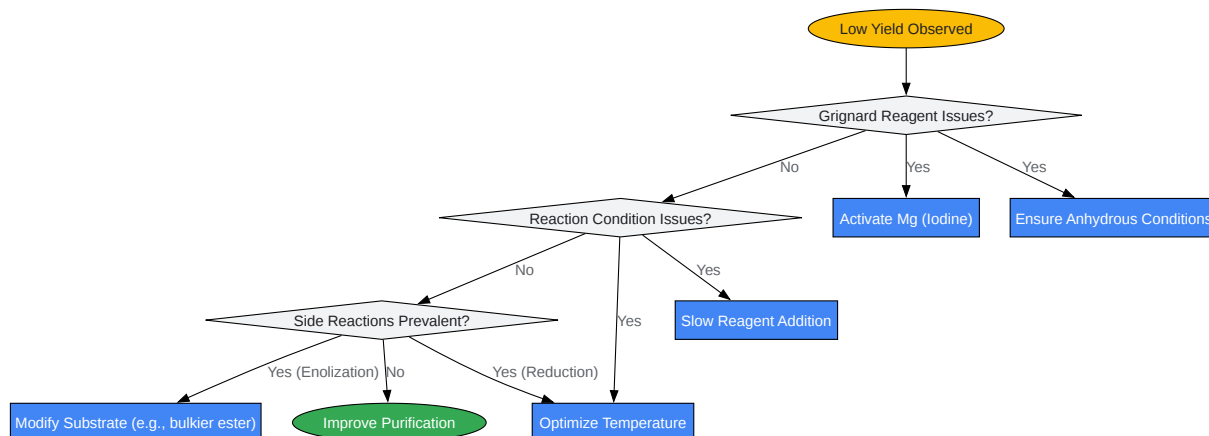 Low Yield Observed
Grignard Reagent Issues?
No
Yes
Yes
Reaction Condition Issues?
Activate Mg (Iodine)
Ensure Anhydrous Conditions
No
Yes
Yes
Side Reactions Prevalent?
Slow Reagent Addition
Yes (Enolization)
No
Yes (Reduction)
Modify Substrate (e.g., bulkier ester)
Improve Purification
Optimize Temperature